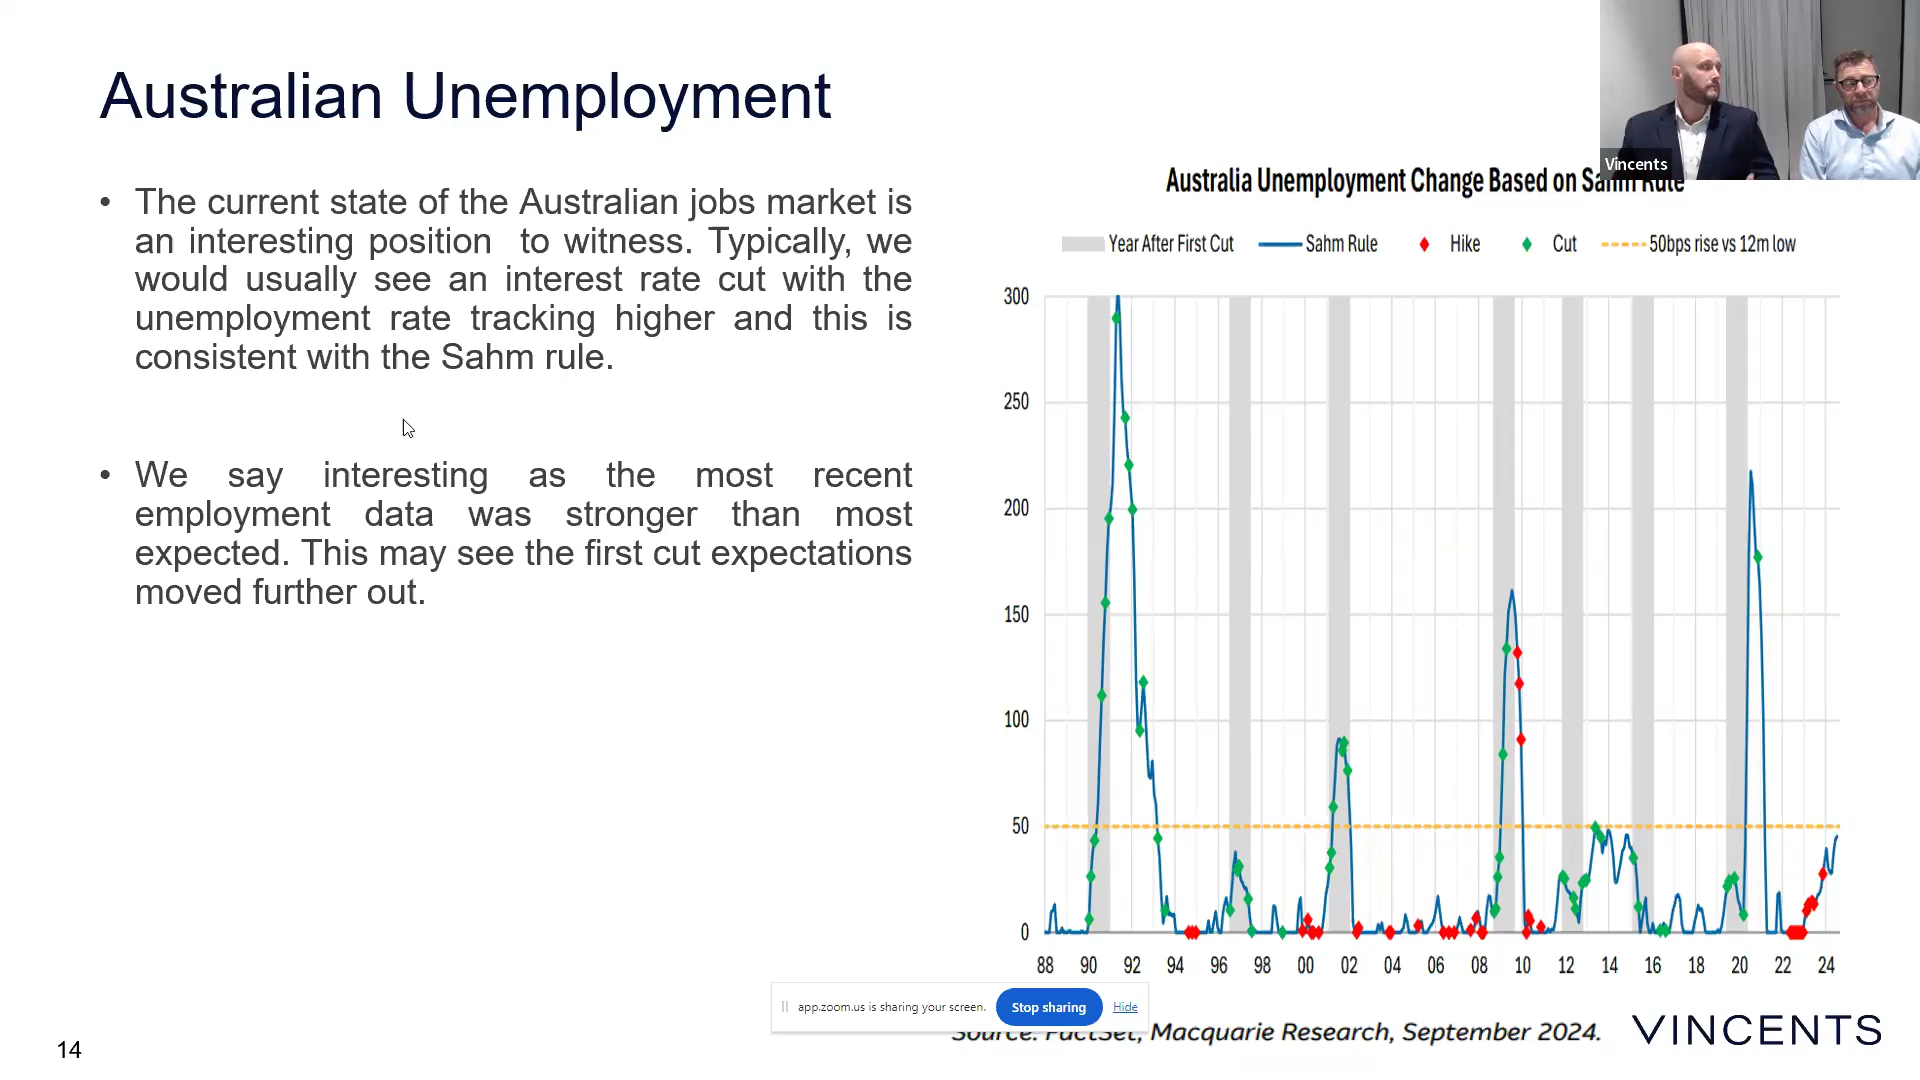 Australian Unemployment
Vincents
• The current state of the Australian jobs market is
an interesting position to witness. Typically, we
would usually see an interest rate cut with the
unemployment rate tracking higher and this is
consistent with the Sahm rule.
• We say interesting as the most recent
employment data was stronger than most
expected. This may see the first cut expectations
moved further out.
Australia Unemployment Change Based on Sahm Rule
Year After First Cut Sahm Rule Hike Cut 50bps rise vs 12m low
300
250
200
150
100
50
0
88 90 92 94 96 98 00 02 04 06 08 10 12 14 16 18 20 22 24
app.zoom.us is sharing your screen. Stop sharing Hide
Source: FactSet, Macquarie Research, September 2024.
VINCENTS
14